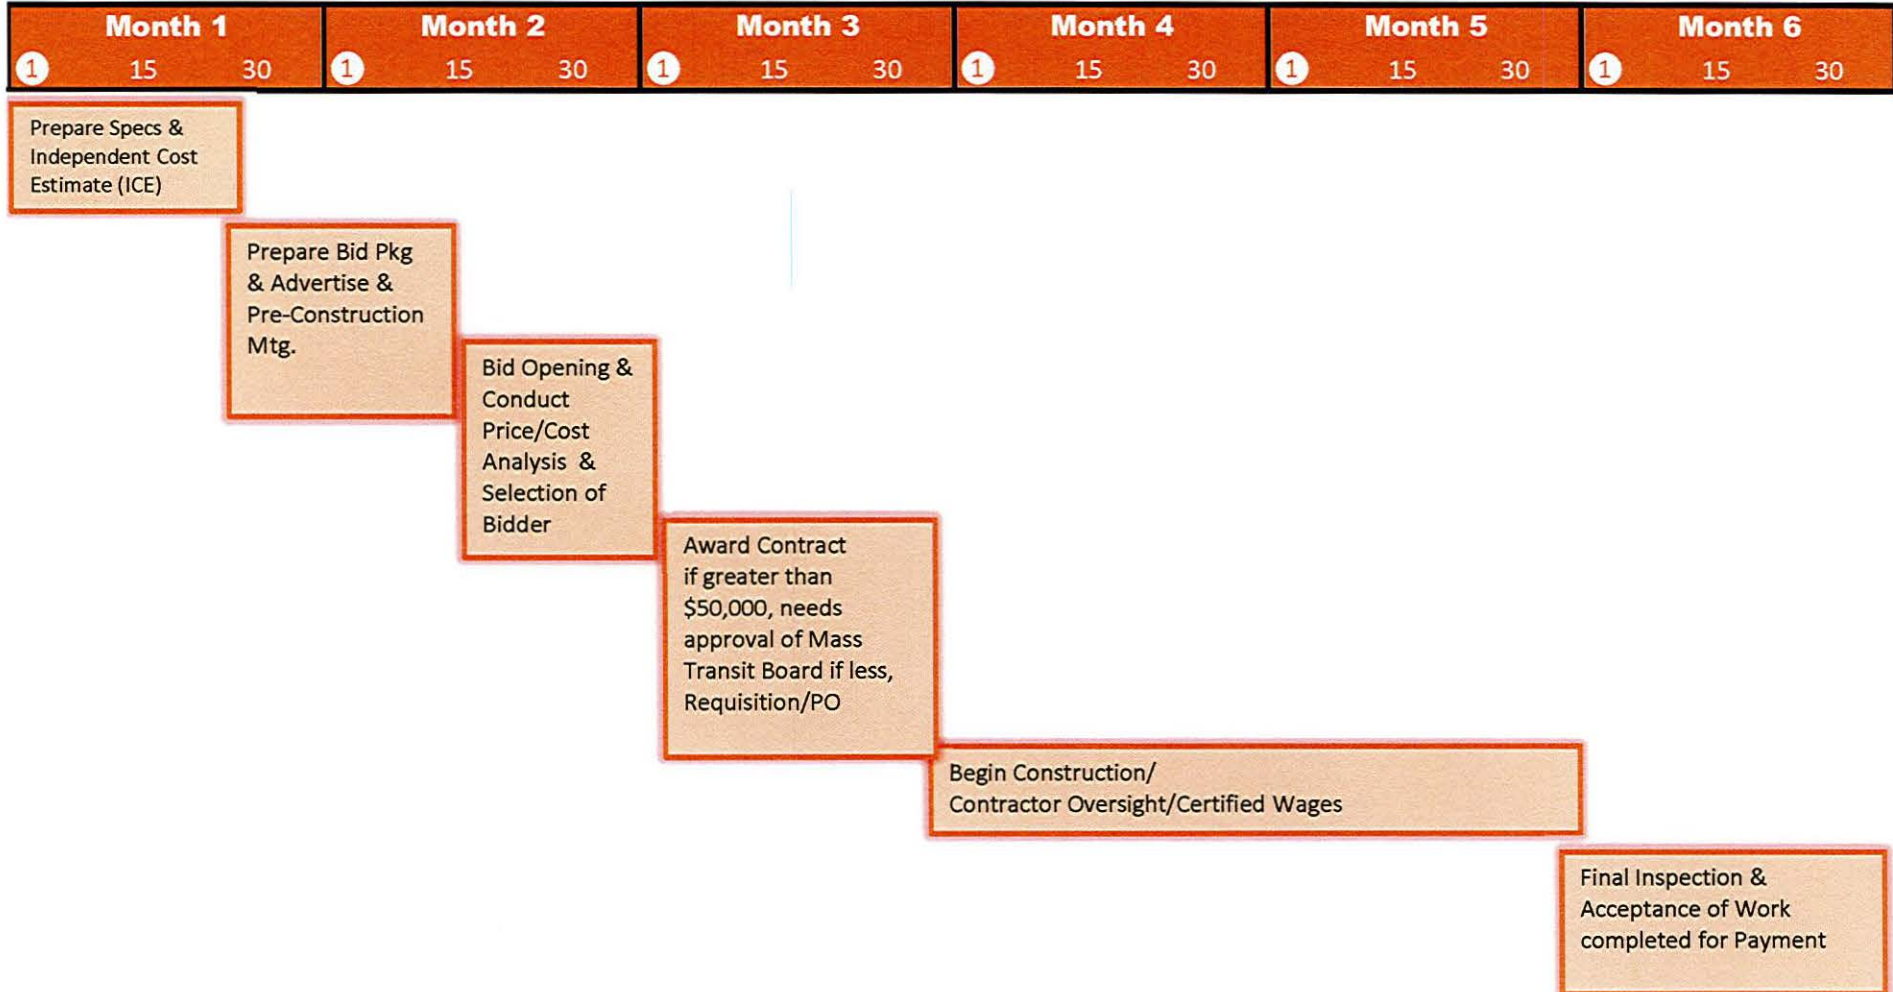 Month 1 Month 2 Month 3 Month 4 Month 5 Month 6
1 15 30 1 15 30 1 15 30 1 15 30 1 15 30 1 15 30
Prepare Specs &
Independent Cost
Estimate (ICE)
Prepare Bid Pkg
& Advertise &
Pre-Construction
Mtg.
Bid Opening &
Conduct
Price/Cost
Analysis &
Selection of
Bidder
Award Contract
if greater than
$50,000, needs
approval of Mass
Transit Board if less,
Requisition/PO
Begin Construction/
Contractor Oversight/Certified Wages
Final Inspection &
Acceptance of Work
completed for Payment